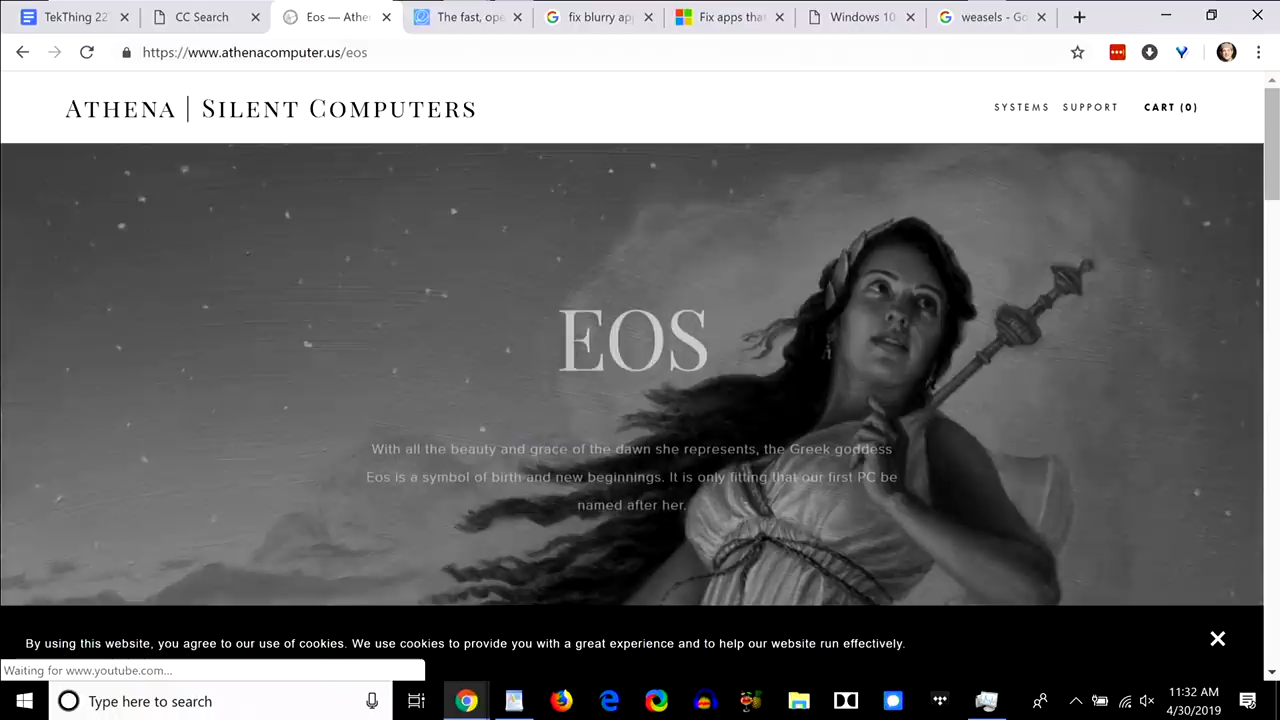 TekThing 22
CC Search
Eos — Athe
The fast, ope
fix blurry ap
Fix apps tha
Windows 10
weasels - Go
https://www.athenacomputer.us/eos
ATHENA | SILENT COMPUTERS
SYSTEMS SUPPORT CART (0)
EOS
With all the beauty and grace of the dawn she represents, the Greek goddess
Eos is a symbol of birth and new beginnings. It is only fitting that our first PC be
named after her.
By using this website, you agree to our use of cookies. We use cookies to provide you with a great experience and to help our website run effectively.
Waiting for www.youtube.com...
Type here to search
11:32 AM
4/30/2019